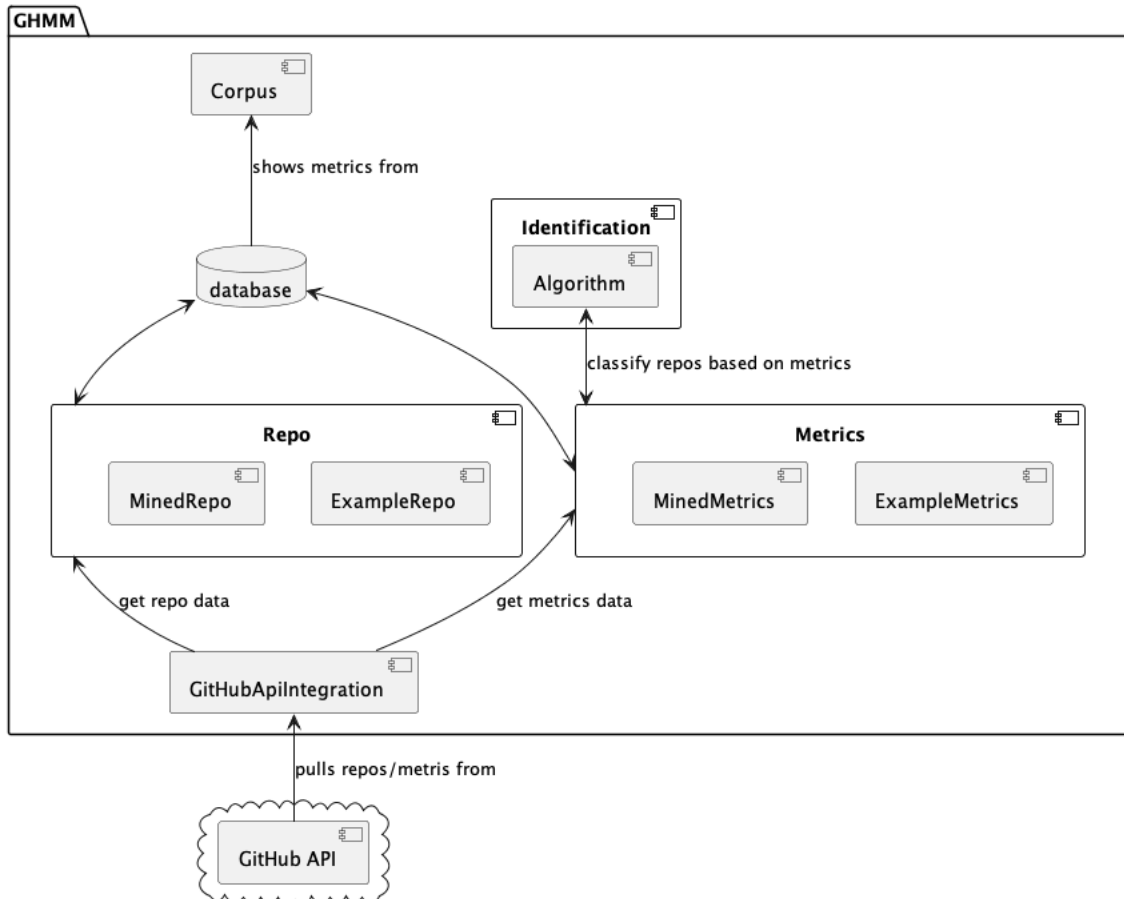 GHMM
Corpus
shows metrics from
Identification
Algorithm
database
classify repos based on metrics
Repo
Metrics
MinedRepo
ExampleRepo
MinedMetrics
ExampleMetrics
get repo data
get metrics data
GitHubApiIntegration
pulls repos/metris from
GitHub API